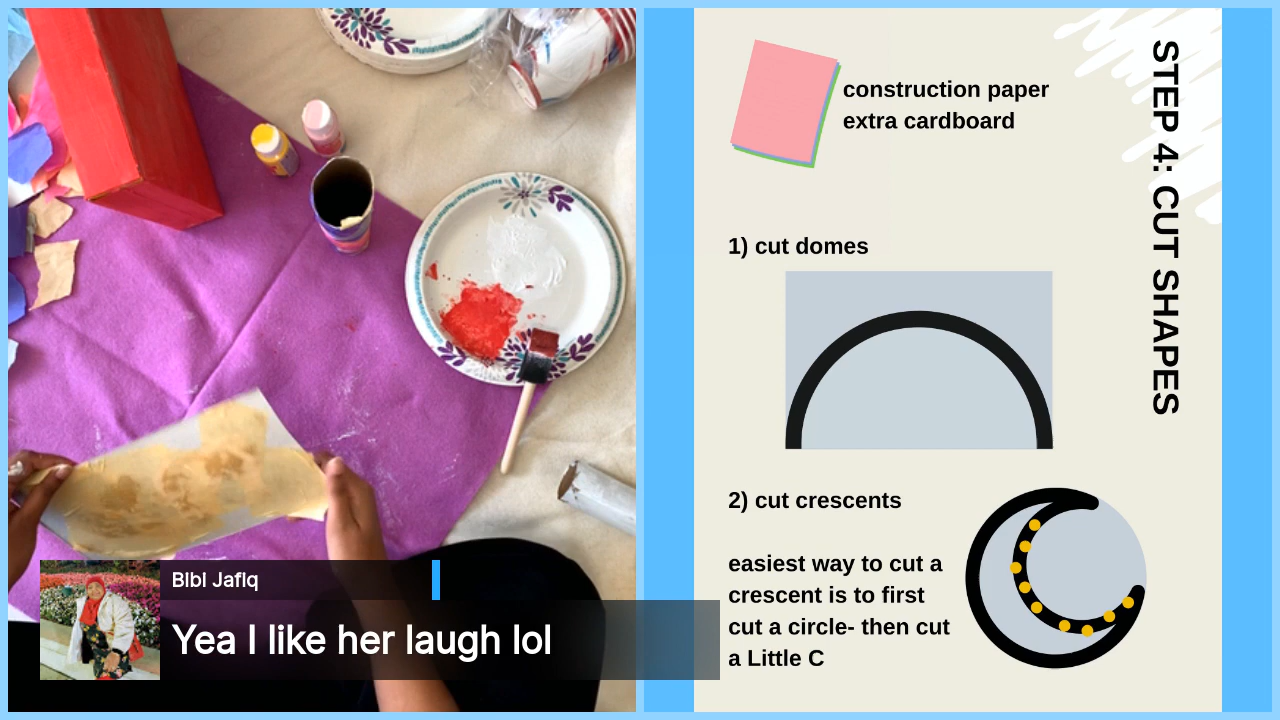 construction paper
extra cardboard
STEP 4: CUT SHAPES
1) cut domes
2) cut crescents
easiest way to cut a
crescent is to first
cut a circle- then cut
a Little C
Bibi Jafiq
Yea I like her laugh lol